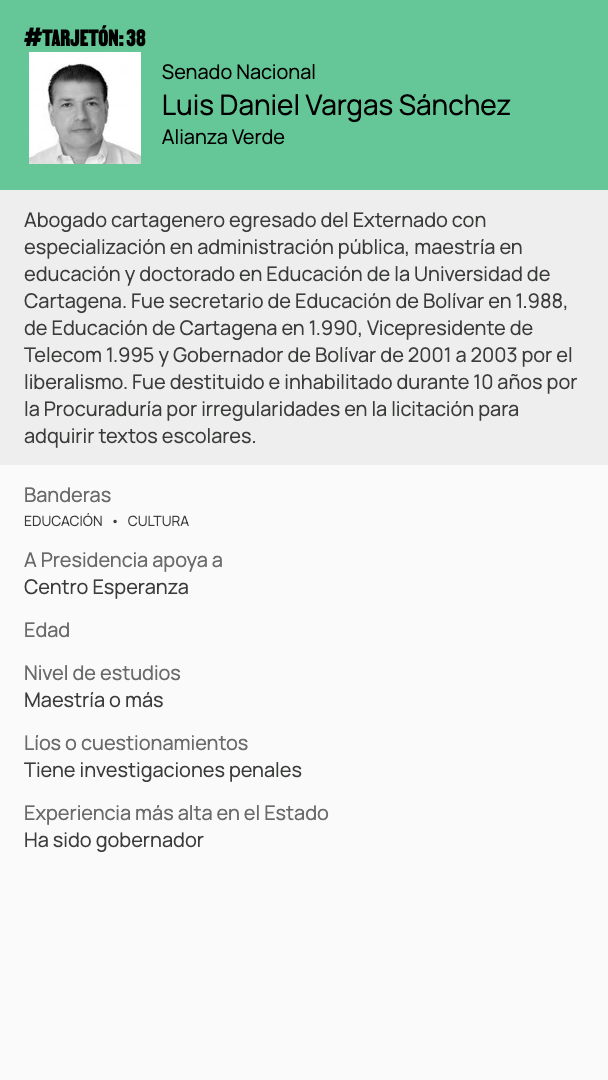 #TARJETÓN: 38
Senado Nacional
Luis Daniel Vargas Sánchez
Alianza Verde
Abogado cartagenero egresado del Externado con
especialización en administración pública, maestría en
educación y doctorado en Educación de la Universidad de
Cartagena. Fue secretario de Educación de Bolívar en 1.988,
de Educación de Cartagena en 1.990, Vicepresidente de
Telecom 1.995 y Gobernador de Bolívar de 2001 a 2003 por el
liberalismo. Fue destituido e inhabilitado durante 10 años por
la Procuraduría por irregularidades en la licitación para
adquirir textos escolares.
Banderas
EDUCACIÓN • CULTURA
A Presidencia apoya a
Centro Esperanza
Edad
Nivel de estudios
Maestría o más
Líos o cuestionamientos
Tiene investigaciones penales
Experiencia más alta en el Estado
Ha sido gobernador